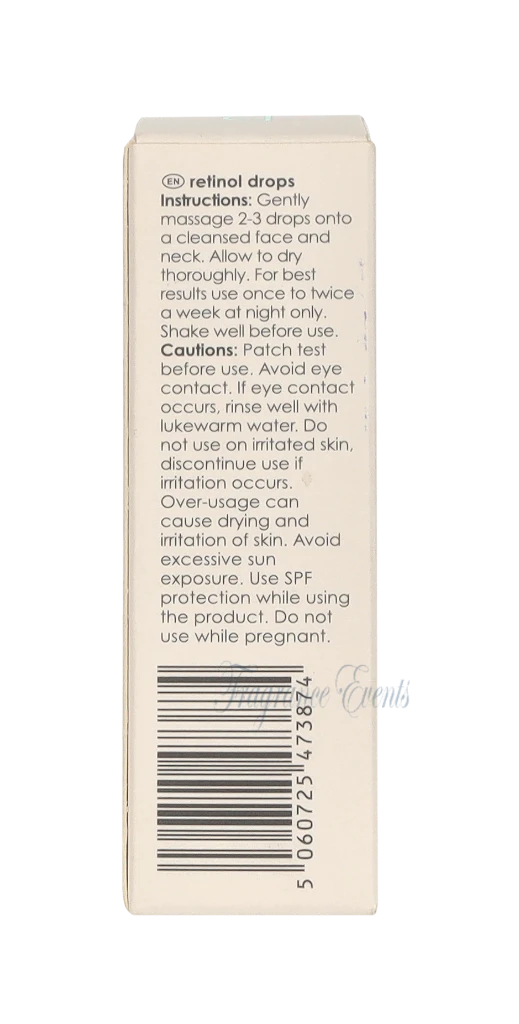 EN retinol drops
Instructions: Gently
massage 2-3 drops onto
a cleansed face and
neck. Allow to dry
thoroughly. For best
results use once to twice
a week at night only.
Shake well before use.
Cautions: Patch test
before use. Avoid eye
contact. If eye contact
occurs, rinse well with
lukewarm water. Do
not use on irritated skin,
discontinue use if
irritation occurs.
Over-usage can
cause drying and
irritation of skin. Avoid
excessive sun
exposure. Use SPF
protection while using
the product. Do not
use while pregnant.
Fragrance Events
5 060725 473874